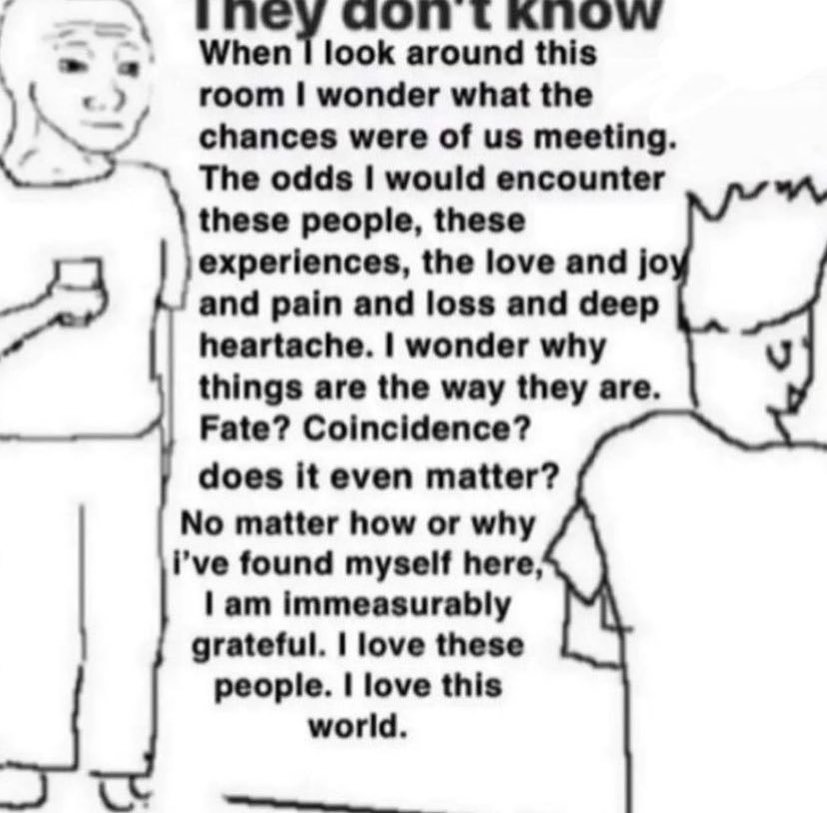 They don't know
When I look around this
room I wonder what the
chances were of us meeting.
The odds I would encounter
these people, these
experiences, the love and joy
and pain and loss and deep
heartache. I wonder why
things are the way they are.
Fate? Coincidence?
does it even matter?
No matter how or why
i've found myself here,
I am immeasurably
grateful. I love these
people. I love this
world.